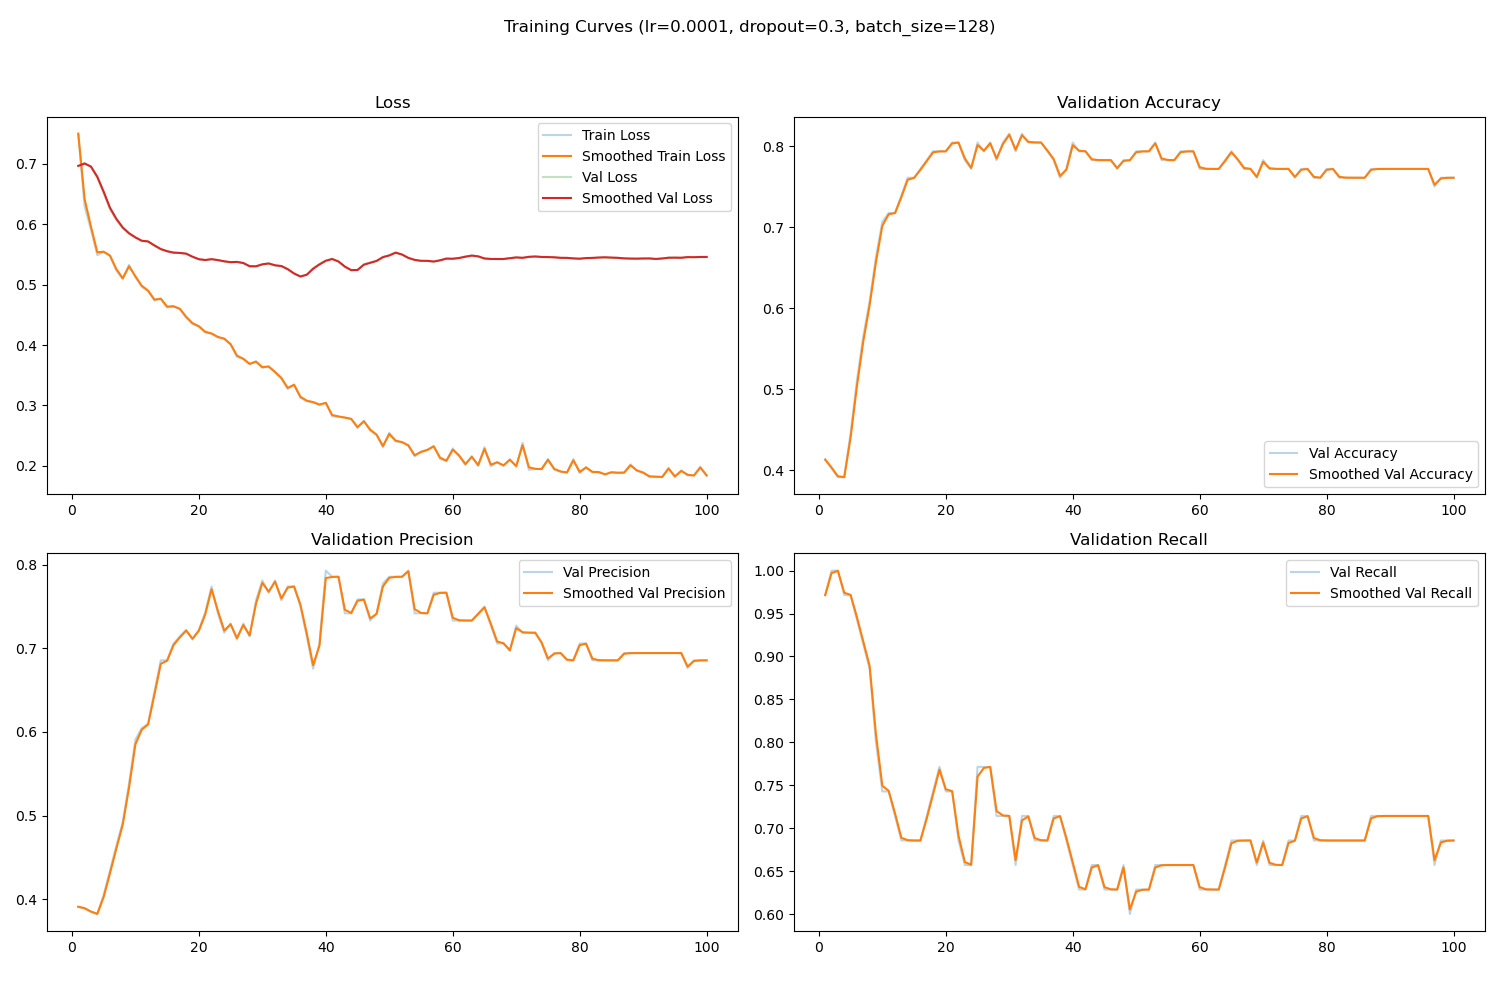 Training Curves (lr=0.0001, dropout=0.3, batch_size=128)
Loss
Train Loss
Smoothed Train Loss
Val Loss
Smoothed Val Loss
0.7
0.6
0.5
0.4
0.3
0.2
0 20 40 60 80 100
Validation Accuracy
0.8
0.7
0.6
0.5
0.4
Val Accuracy
Smoothed Val Accuracy
0 20 40 60 80 100
Validation Precision
Val Precision
Smoothed Val Precision
0.8
0.7
0.6
0.5
0.4
0 20 40 60 80 100
Validation Recall
Val Recall
Smoothed Val Recall
1.00
0.95
0.90
0.85
0.80
0.75
0.70
0.65
0.60
0 20 40 60 80 100